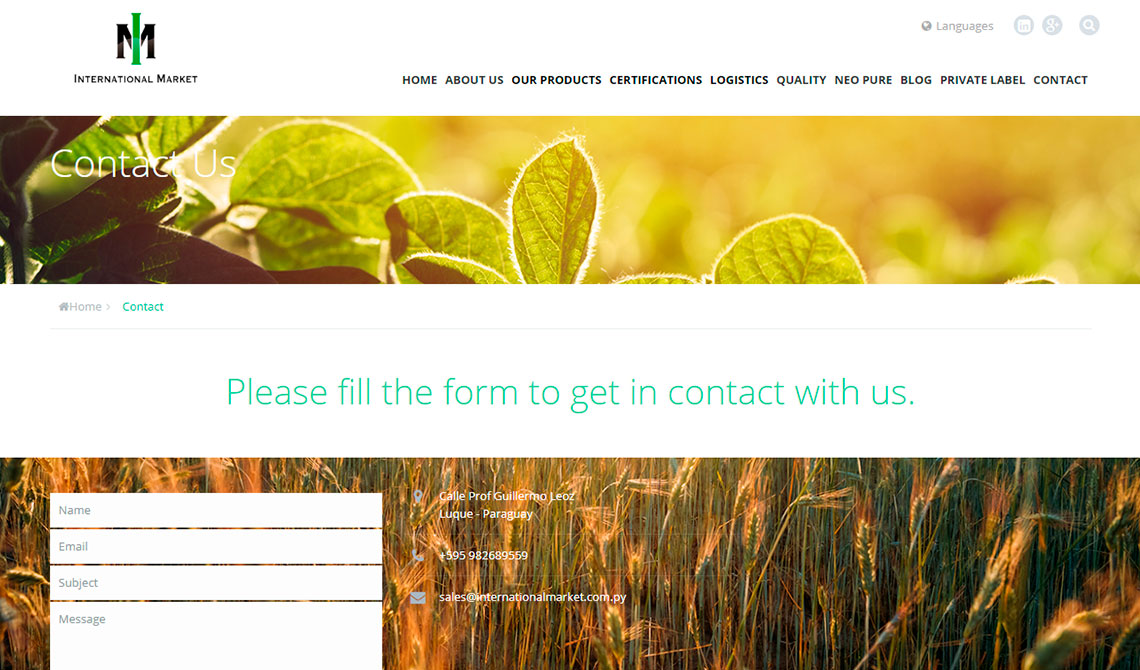 IM
INTERNATIONAL MARKET
Languages
HOME ABOUT US OUR PRODUCTS CERTIFICATIONS LOGISTICS QUALITY NEO PURE BLOG PRIVATE LABEL CONTACT
Contact Us
Home › Contact
Please fill the form to get in contact with us.
Name
Email
Subject
Message
Calle Prof Guillermo Leoz
Luque - Paraguay
+595 982689559
sales@internationalmarket.com.py